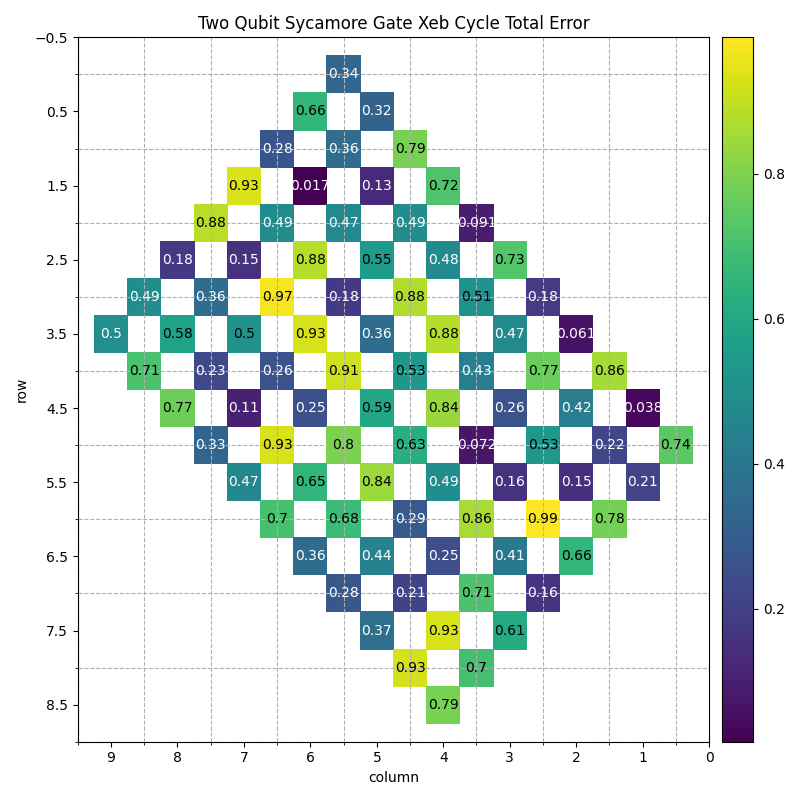 Two Qubit Sycamore Gate Xeb Cycle Total Error
−0.5
0.34
0.5 0.66 0.32
0.28 0.36 0.79
1.5 0.93 0.017 0.13 0.72
0.88 0.49 0.47 0.49 0.091
2.5 0.18 0.15 0.88 0.55 0.48 0.73
0.49 0.36 0.97 0.18 0.88 0.51 0.18
3.5 0.5 0.58 0.5 0.93 0.36 0.88 0.47 0.061
0.71 0.23 0.26 0.91 0.53 0.43 0.77 0.86
4.5 0.77 0.11 0.25 0.59 0.84 0.26 0.42 0.038
0.33 0.93 0.8 0.63 0.072 0.53 0.22 0.74
5.5 0.47 0.65 0.84 0.49 0.16 0.15 0.21
0.7 0.68 0.29 0.86 0.99 0.78
6.5 0.36 0.44 0.25 0.41 0.66
0.28 0.21 0.71 0.16
7.5 0.37 0.93 0.61
0.93 0.7
8.5 0.79
9 8 7 6 5 4 3 2 1 0
column
row
0.8
0.6
0.4
0.2